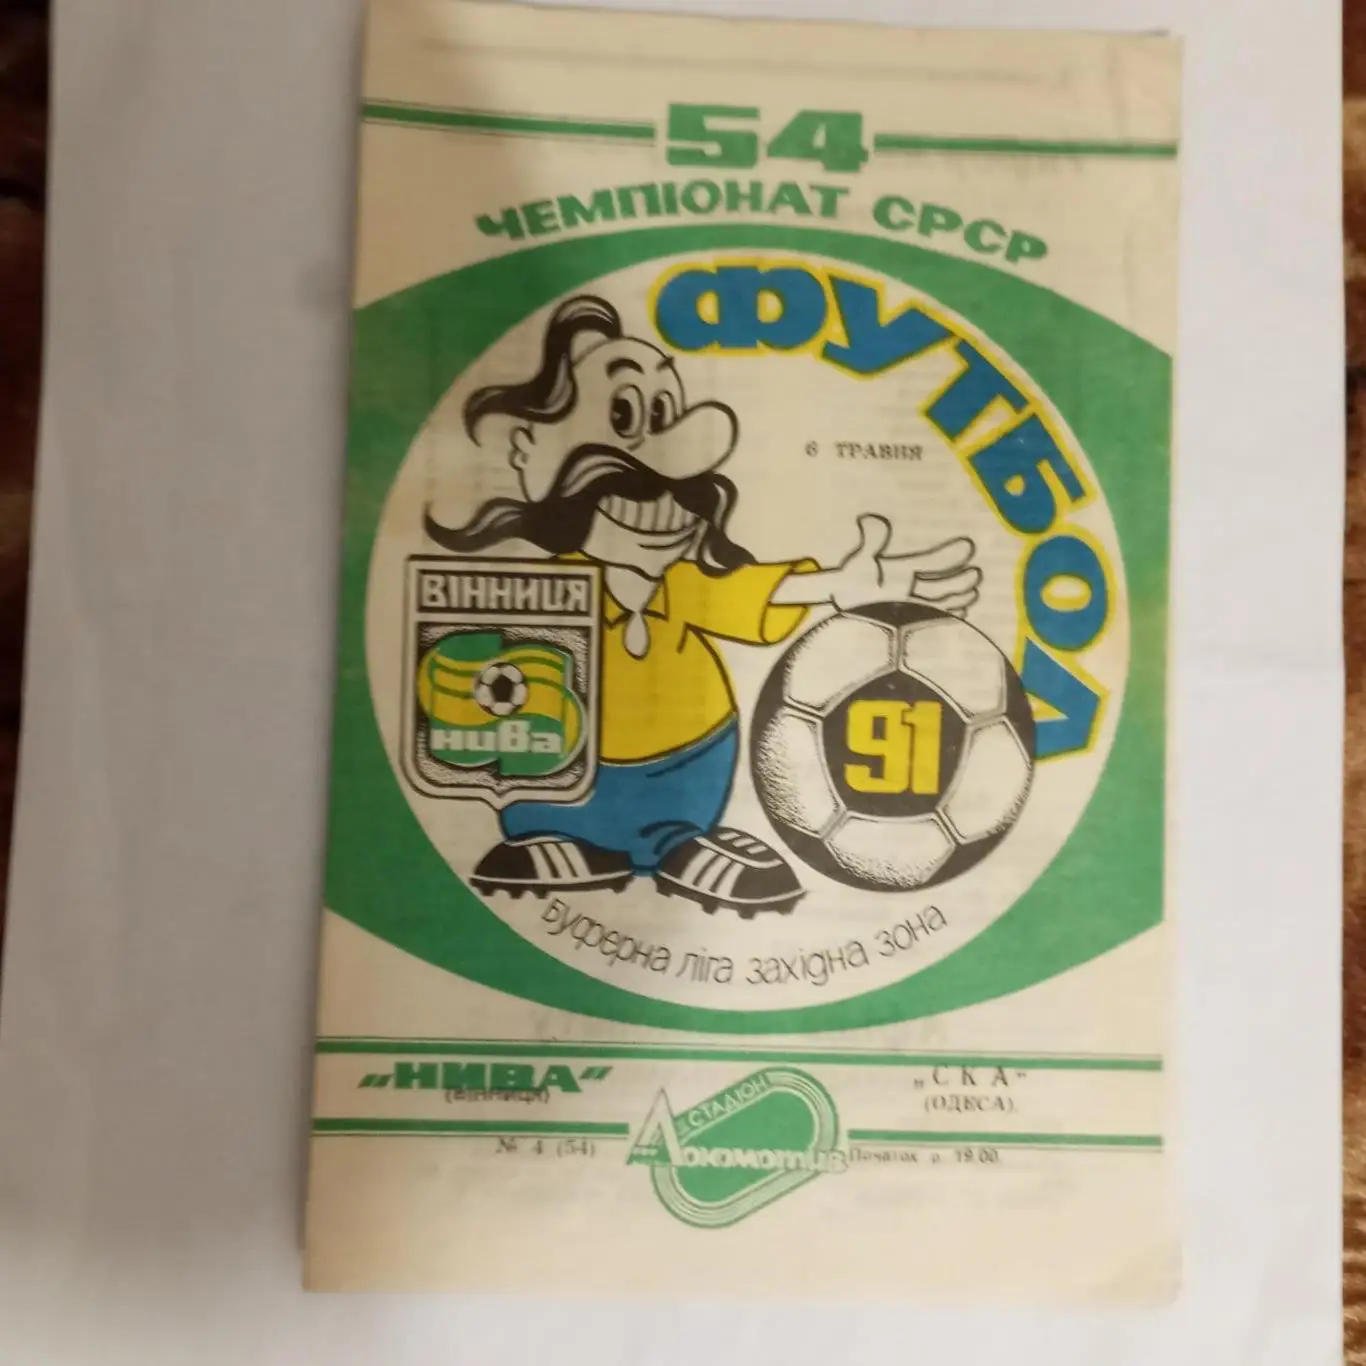 54
ЧЕМПІОНАТ СРСР
ФУТБОЛ
6 ТРАВНЯ
ВІННИЦЯ
нива
91
Буферна ліга західна зона
„НИВА"
(ВІННИЦЯ)
„СКА"
(ОДЕСА).
№ 4 (54)
СТАДІОН
Локомотив
Початок о 19.00.